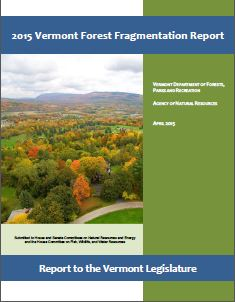 2015 Vermont Forest Fragmentation Report
VERMONT DEPARTMENT OF FORESTS,
PARKS AND RECREATION
AGENCY OF NATURAL RESOURCES
APRIL 2015
Submitted to House and Senate Committees on Natural Resources and Energy
and the House Committee on Fish, Wildlife, and Water Resources
Report to the Vermont Legislature